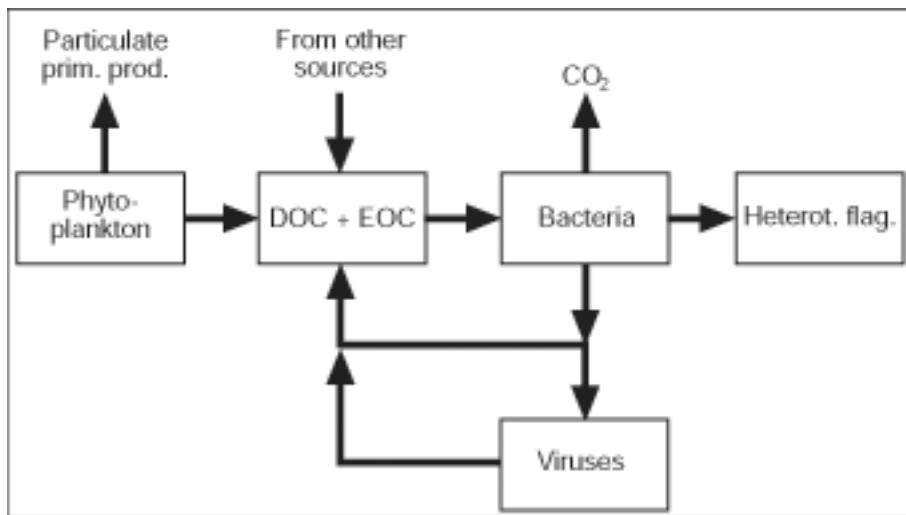 Particulate
prim. prod.
From other
sources
CO₂
Phyto-
plankton
DOC + EOC
Bacteria
Heterot. flag.
Viruses